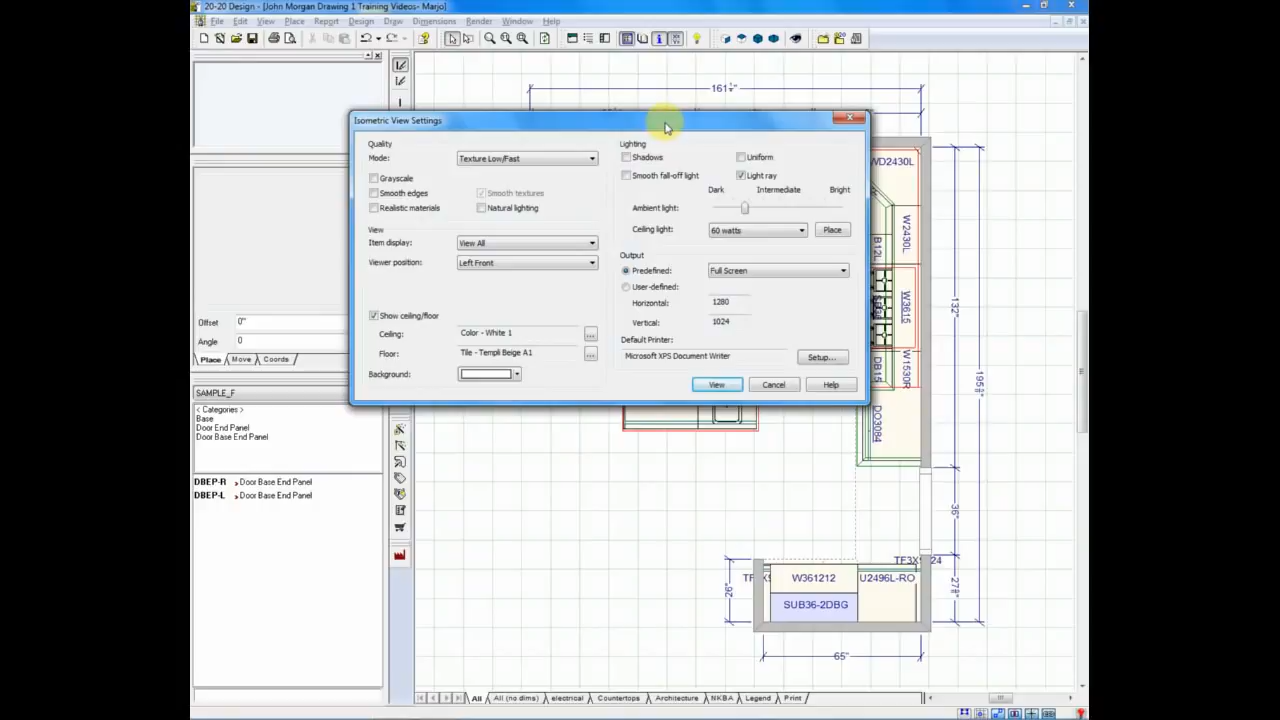 20-20 Design - [John Morgan Drawing 1 Training Videos- Marjo]
File Edit View Place Report Design Draw Dimensions Render Window Help
Offset 0"
Angle 0
Place Move Coords
SAMPLE_F
< Categories >
Base
Door End Panel
Door Base End Panel
DBEP-R Door Base End Panel
DBEP-L Door Base End Panel
Isometric View Settings
Quality
Mode: Texture Low/Fast
Grayscale
Smooth edges Smooth textures
Realistic materials Natural lighting
View
Item display: View All
Viewer position: Left Front
Show ceiling/floor
Ceiling: Color - White 1 ...
Floor: Tile - Templi Beige A1 ...
Background:
Lighting
Shadows Uniform
Smooth fall-off light Light ray
Dark Intermediate Bright
Ambient light:
Ceiling light: 60 watts Place
Output
Predefined: Full Screen
User-defined:
Horizontal: 1280
Vertical: 1024
Default Printer:
Microsoft XPS Document Writer Setup...
View Cancel Help
WD2430L
W2430L
B12L
W3615
W1530R
DB15
DO3084
132"
36"
W361212 U2496L-RO
SUB36-2DBG
26"
65"
All All (no dims) electrical Countertops Architecture NKBA Legend Print